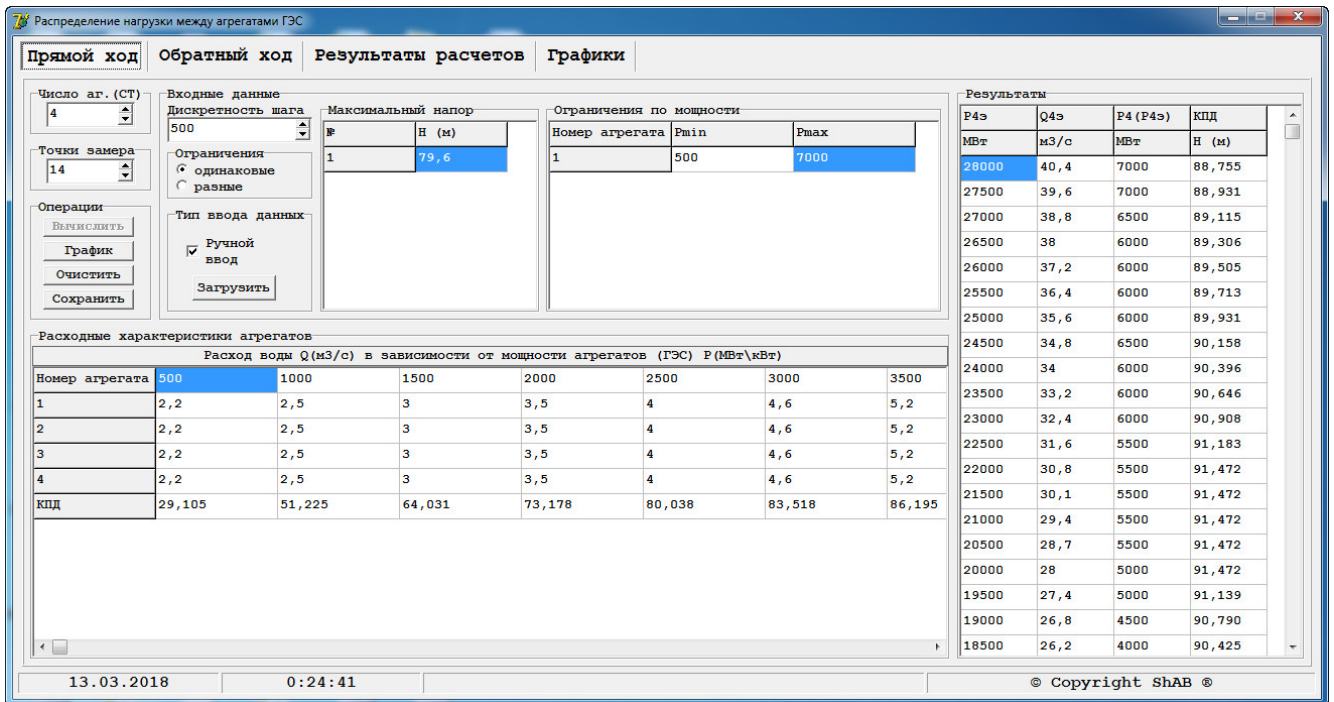 Распределение нагрузки между агрегатами ГЭС
Прямой ход Обратный ход Результаты расчетов Графики
Число аг.(СТ)
4
Точки замера
14
Операции
Вычислить
График
Очистить
Сохранить
Входные данные
Дискретность шага
500
Ограничения
одинаковые
разные
Тип ввода данных
Ручной
ввод
Загрузить
Максимальный напор
№ H (м)
1 79,6
Ограничения по мощности
Номер агрегата Pmin Pmax
1 500 7000
Расходные характеристики агрегатов
Расход воды Q(м3/с) в зависимости от мощности агрегатов (ГЭС) P(МВт\кВт)
Номер агрегата 500 1000 1500 2000 2500 3000 3500
1 2,2 2,5 3 3,5 4 4,6 5,2
2 2,2 2,5 3 3,5 4 4,6 5,2
3 2,2 2,5 3 3,5 4 4,6 5,2
4 2,2 2,5 3 3,5 4 4,6 5,2
КПД 29,105 51,225 64,031 73,178 80,038 83,518 86,195
Результаты
P4э Q4э P4(P4э) КПД
МВт м3/с МВт H (м)
28000 40,4 7000 88,755
27500 39,6 7000 88,931
27000 38,8 6500 89,115
26500 38 6000 89,306
26000 37,2 6000 89,505
25500 36,4 6000 89,713
25000 35,6 6000 89,931
24500 34,8 6500 90,158
24000 34 6000 90,396
23500 33,2 6000 90,646
23000 32,4 6000 90,908
22500 31,6 5500 91,183
22000 30,8 5500 91,472
21500 30,1 5500 91,472
21000 29,4 5500 91,472
20500 28,7 5500 91,472
20000 28 5000 91,472
19500 27,4 5000 91,139
19000 26,8 4500 90,790
18500 26,2 4000 90,425
13.03.2018 0:24:41 © Copyright ShAB ®